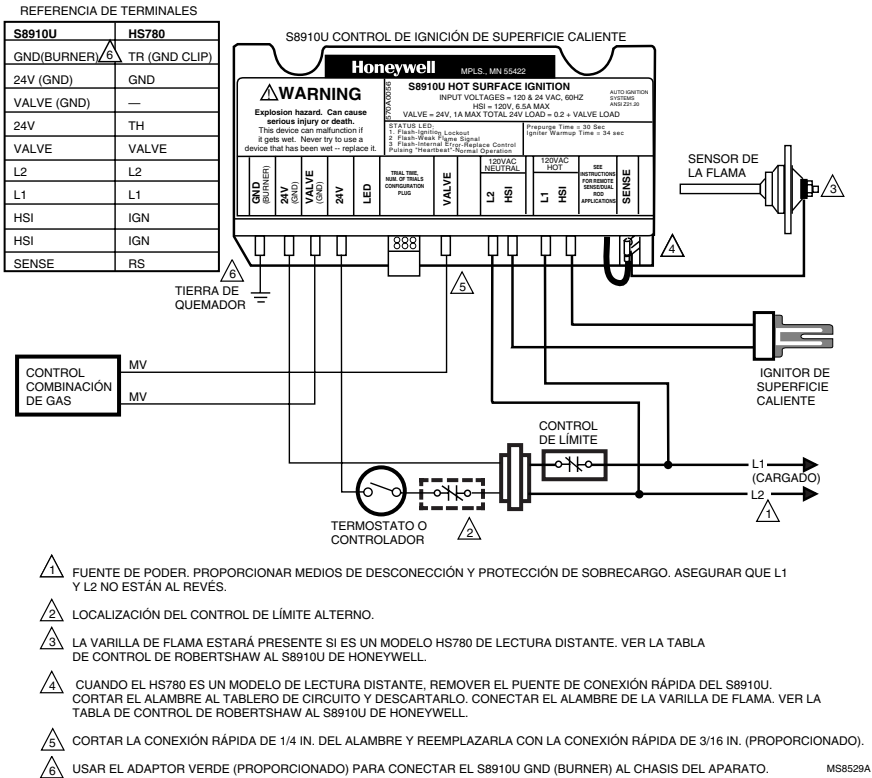 REFERENCIA DE TERMINALES
S8910U HS780
GND(BURNER) 6 TR (GND CLIP)
24V (GND) GND
VALVE (GND) —
24V TH
VALVE VALVE
L2 L2
L1 L1
HSI IGN
HSI IGN
SENSE RS
S8910U CONTROL DE IGNICIÓN DE SUPERFICIE CALIENTE
Honeywell MPLS., MN 55422
⚠WARNING
Explosion hazard. Can cause
serious injury or death.
This device can malfunction if
it gets wet. Never try to use a
device that has been wet -- replace it.
570A0056
S8910U HOT SURFACE IGNITION
INPUT VOLTAGES = 120 & 24 VAC, 60HZ
HSI = 120V, 6.5A MAX
VALVE = 24V, 1A MAX TOTAL 24V LOAD = 0.2 + VALVE LOAD
AUTO IGNITION
SYSTEMS
ANSI Z21.20
STATUS LED:
1. Flash-Ignition Lockout
2 Flash-Weak Flame Signal
3 Flash-Internal Error-Replace Control
Pulsing "Heartbeat"-Normal Operation
Prepurge Time = 30 Sec
Igniter Warmup Time = 34 sec
GND
(BURNER)
24V
(GND)
VALVE
(GND)
24V
LED
TRIAL TIME,
NUM. OF TRIALS
CONFIGURATION
PLUG
VALVE
120VAC
NEUTRAL
L2
HSI
120VAC
HOT
L1
HSI
SEE
INSTRUCTIONS
FOR REMOTE
SENSE/DUAL
ROD
APPLICATIONS
SENSE
SENSOR DE
LA FLAMA
3
4
5
6
TIERRA DE
QUEMADOR
CONTROL
COMBINACIÓN
DE GAS
MV
MV
IGNITOR DE
SUPERFICIE
CALIENTE
CONTROL
DE LÍMITE
L1
(CARGADO)
L2
1
TERMOSTATO O
CONTROLADOR
2
1 FUENTE DE PODER. PROPORCIONAR MEDIOS DE DESCONECCIÓN Y PROTECCIÓN DE SOBRECARGO. ASEGURAR QUE L1
Y L2 NO ESTÁN AL REVÉS.
2 LOCALIZACIÓN DEL CONTROL DE LÍMITE ALTERNO.
3 LA VARILLA DE FLAMA ESTARÁ PRESENTE SI ES UN MODELO HS780 DE LECTURA DISTANTE. VER LA TABLA
DE CONTROL DE ROBERTSHAW AL S8910U DE HONEYWELL.
4 CUANDO EL HS780 ES UN MODELO DE LECTURA DISTANTE, REMOVER EL PUENTE DE CONEXIÓN RÁPIDA DEL S8910U.
CORTAR EL ALAMBRE AL TABLERO DE CIRCUITO Y DESCARTARLO. CONECTAR EL ALAMBRE DE LA VARILLA DE FLAMA. VER LA
TABLA DE CONTROL DE ROBERTSHAW AL S8910U DE HONEYWELL.
5 CORTAR LA CONEXIÓN RÁPIDA DE 1/4 IN. DEL ALAMBRE Y REEMPLAZARLA CON LA CONEXIÓN RÁPIDA DE 3/16 IN. (PROPORCIONADO).
6 USAR EL ADAPTOR VERDE (PROPORCIONADO) PARA CONECTAR EL S8910U GND (BURNER) AL CHASIS DEL APARATO.
MS8529A